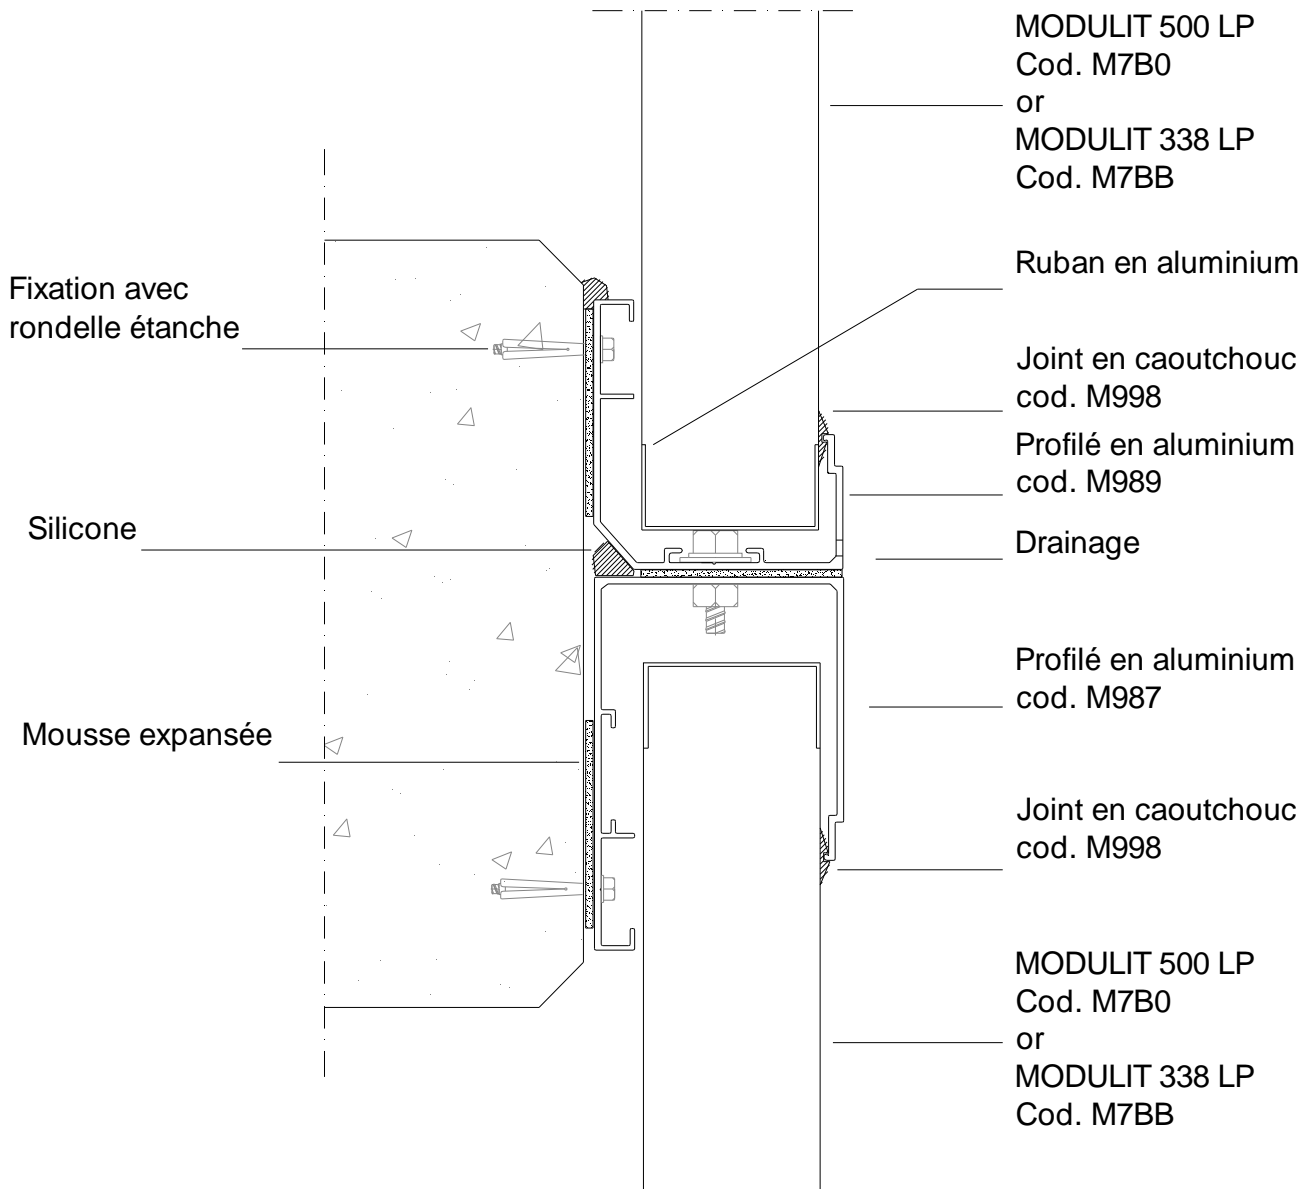 MODULIT 500 LP
Cod. M7B0
or
MODULIT 338 LP
Cod. M7BB
Ruban en aluminium
Fixation avec
rondelle étanche
Joint en caoutchouc
cod. M998
Profilé en aluminium
cod. M989
Silicone
Drainage
Profilé en aluminium
cod. M987
Mousse expansée
Joint en caoutchouc
cod. M998
MODULIT 500 LP
Cod. M7B0
or
MODULIT 338 LP
Cod. M7BB